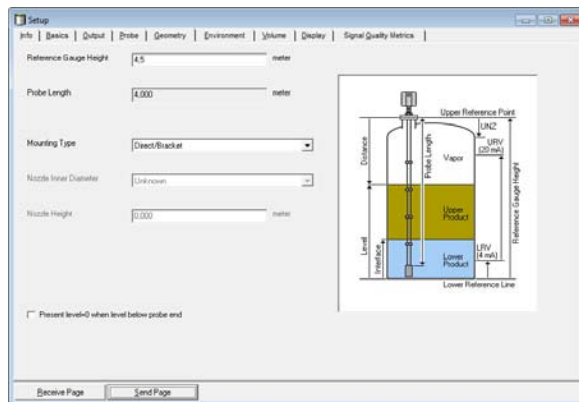 Setup
Info
Basics
Output
Probe
Geometry
Environment
Volume
Display
Signal Quality Metrics
Reference Gauge Height
4,5
meter
Probe Length
4,000
meter
Mounting Type
Direct/Bracket
Nozzle Inner Diameter
Unknown
Nozzle Height
0,000
meter
Present level=0 when level below probe end
Upper Reference Point
UNZ
URV
(20 mA)
Distance
Probe Length
Vapor
Reference Gauge Height
Upper
Product
Level
Interface
Lower
Product
LRV
(4 mA)
Lower Reference Line
Receive Page
Send Page